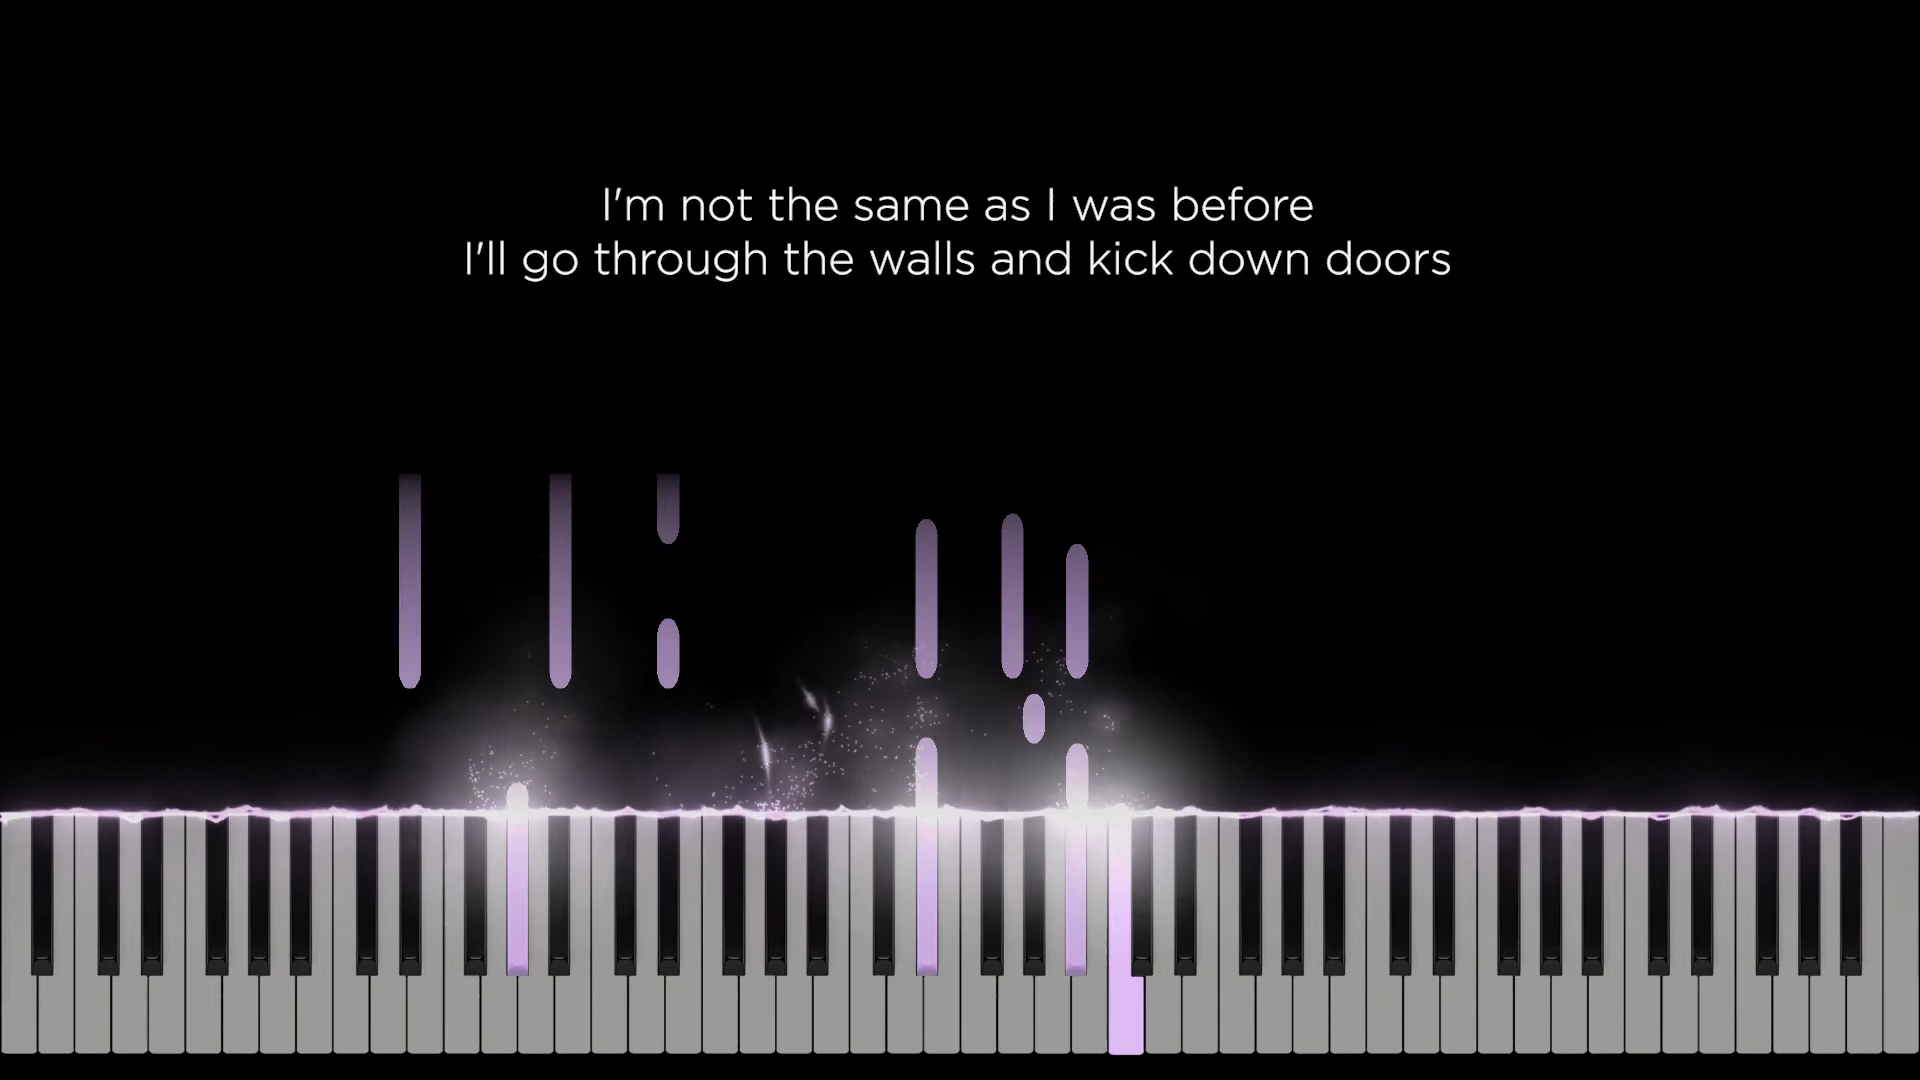 I'm not the same as I was before
I'll go through the walls and kick down doors